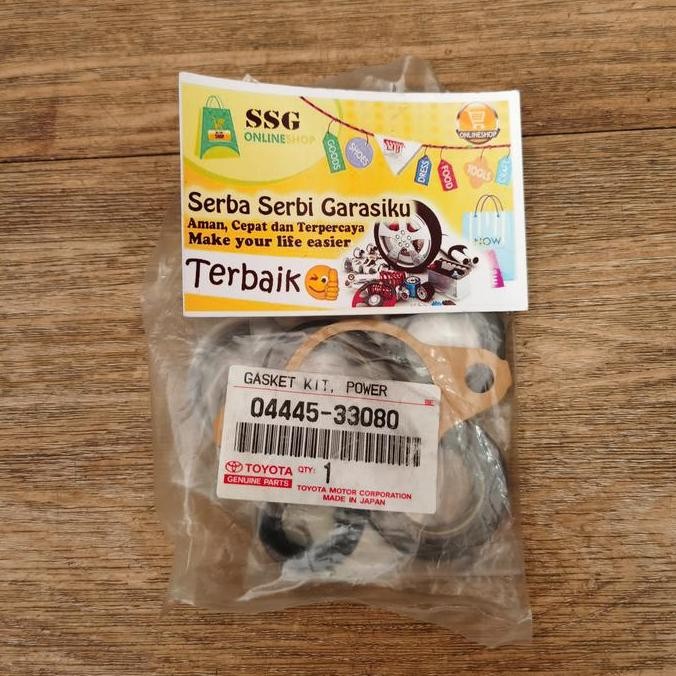 SSG
ONLINESHOP
GOODS
SHOES
DRESS
FOOD
TOOLS
ONLINESHOP
Serba Serbi Garasiku
Aman, Cepat dan Terpercaya
Make your life easier
NOW
Terbaik
GASKET KIT, POWER
04445-33080
TOYOTA QTY: 1
GENUINE PARTS
TOYOTA MOTOR CORPORATION
MADE IN JAPAN